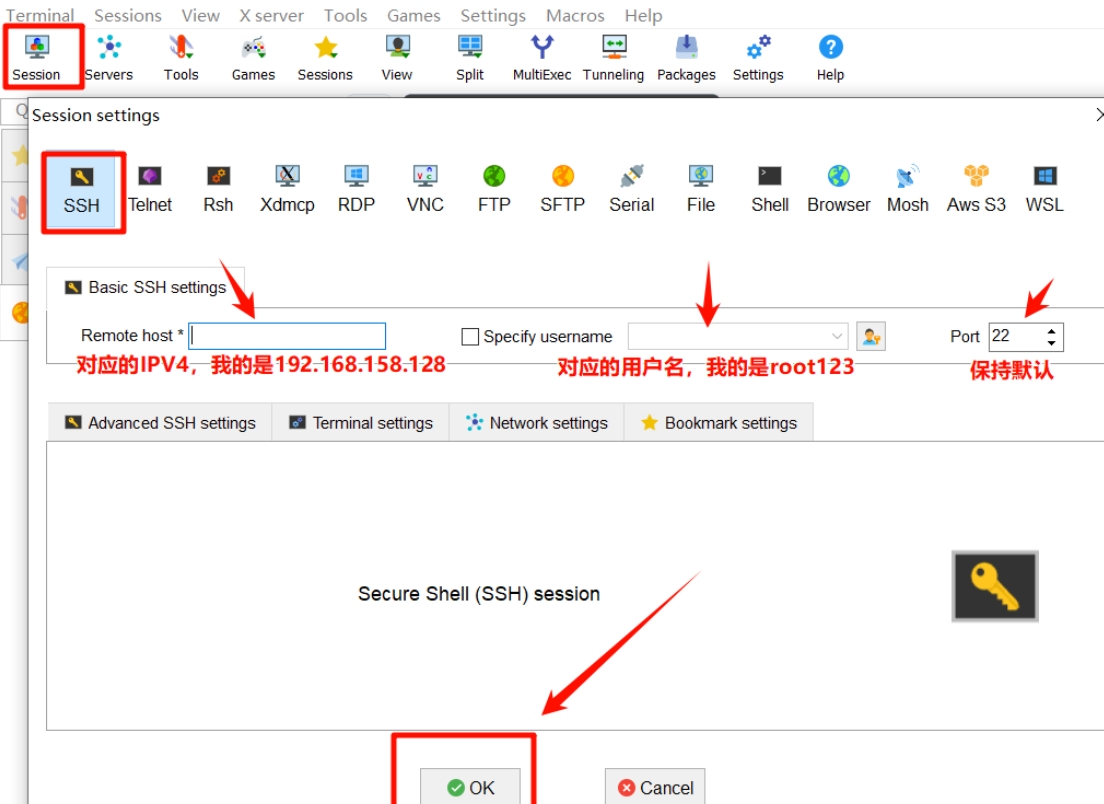 Terminal Sessions View X server Tools Games Settings Macros Help
Session Servers Tools Games Sessions View Split MultiExec Tunneling Packages Settings Help
Session settings
SSH Telnet Rsh Xdmcp RDP VNC FTP SFTP Serial File Shell Browser Mosh Aws S3 WSL
Basic SSH settings
Remote host * Specify username Port 22
对应的IPV4，我的是192.168.158.128 对应的用户名，我的是root123 保持默认
Advanced SSH settings Terminal settings Network settings Bookmark settings
Secure Shell (SSH) session
OK Cancel